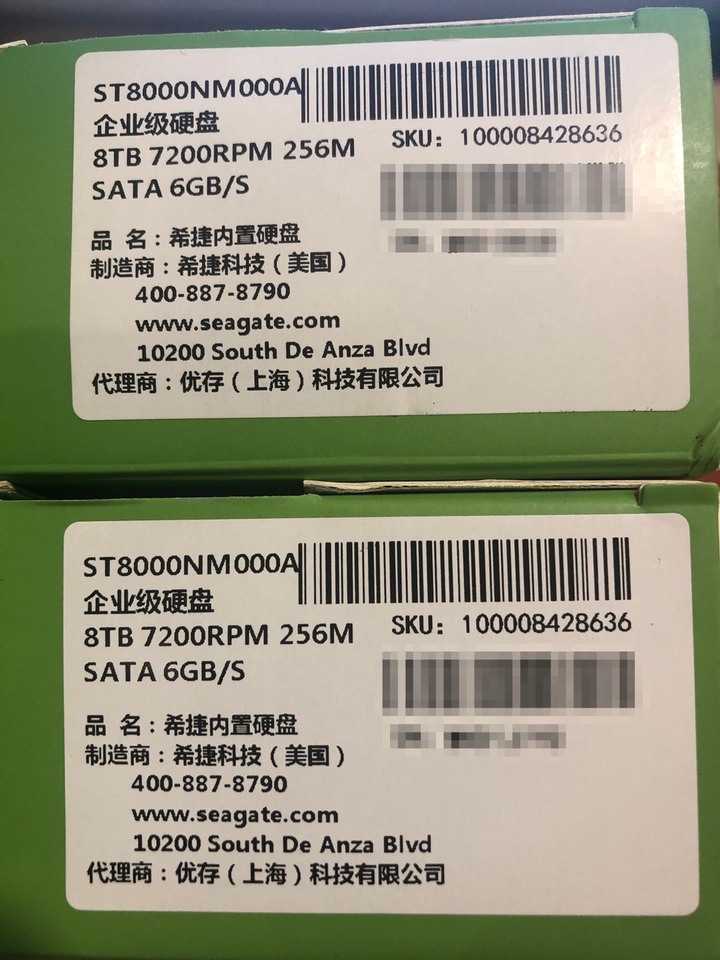 ST8000NM000A
企业级硬盘
8TB 7200RPM 256M
SATA 6GB/S
SKU: 100008428636
品 名：希捷内置硬盘
制造商：希捷科技（美国）
400-887-8790
www.seagate.com
10200 South De Anza Blvd
代理商：优存（上海）科技有限公司
ST8000NM000A
企业级硬盘
8TB 7200RPM 256M
SATA 6GB/S
SKU: 100008428636
品 名：希捷内置硬盘
制造商：希捷科技（美国）
400-887-8790
www.seagate.com
10200 South De Anza Blvd
代理商：优存（上海）科技有限公司